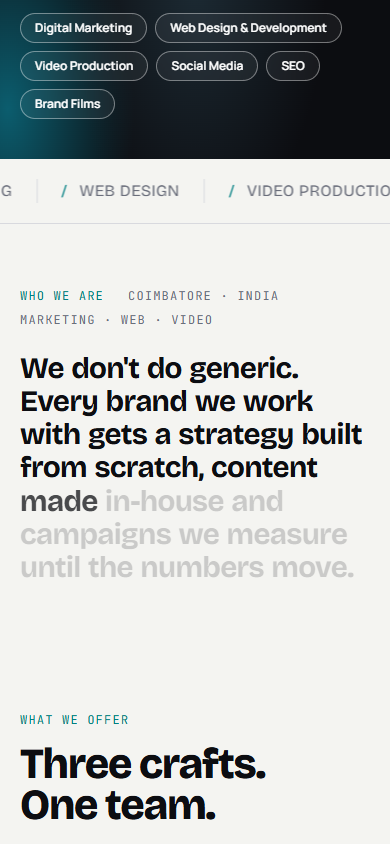 Digital Marketing
Web Design & Development
Video Production
Social Media
SEO
Brand Films
G / WEB DESIGN / VIDEO PRODUCTIO
WHO WE ARE COIMBATORE · INDIA
MARKETING · WEB · VIDEO
We don't do generic.
Every brand we work
with gets a strategy built
from scratch, content
made in-house and
campaigns we measure
until the numbers move.
WHAT WE OFFER
Three crafts.
One team.